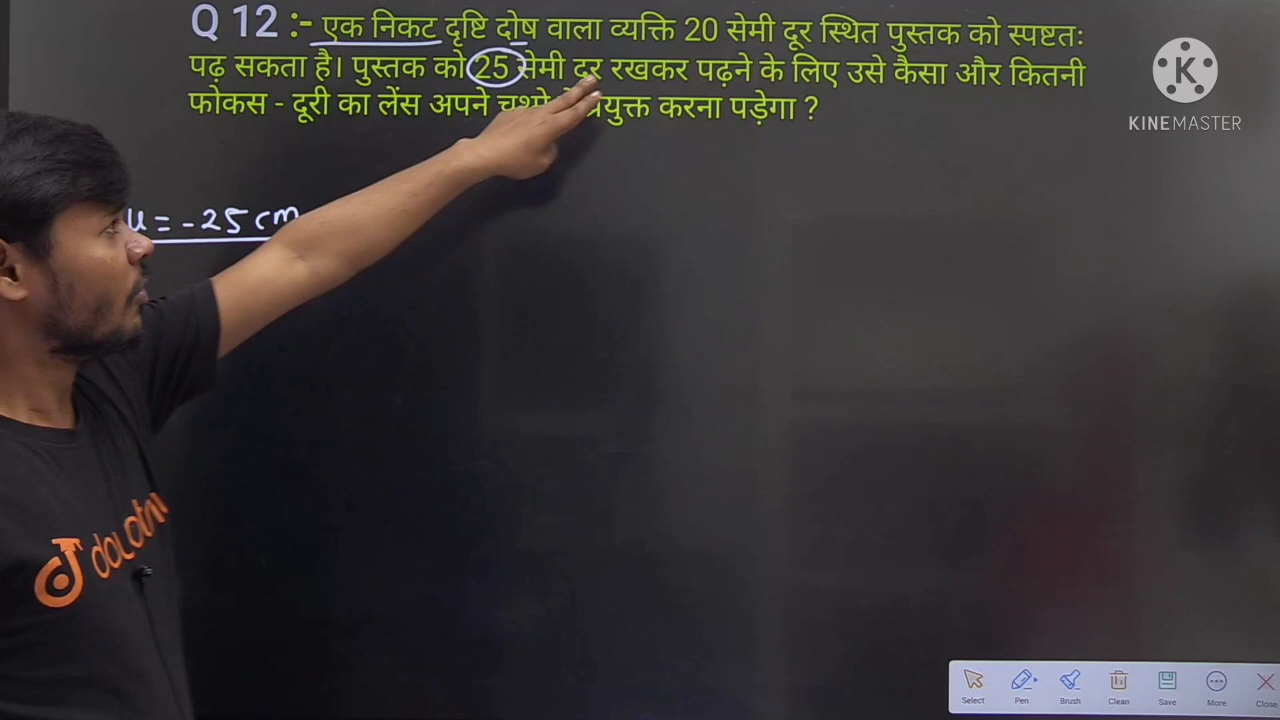 Q 12 :- एक निकट दृष्टि दोष वाला व्यक्ति 20 सेमी दूर स्थित पुस्तक को स्पष्टतः
पढ़ सकता है। पुस्तक को 25 सेमी दूर रखकर पढ़ने के लिए उसे कैसा और कितनी
फोकस - दूरी का लेंस अपने प्रयुक्त करना पड़ेगा ?
K
KINEMASTER
u = -25 cm
Select Pen Brush Clean Save More Close